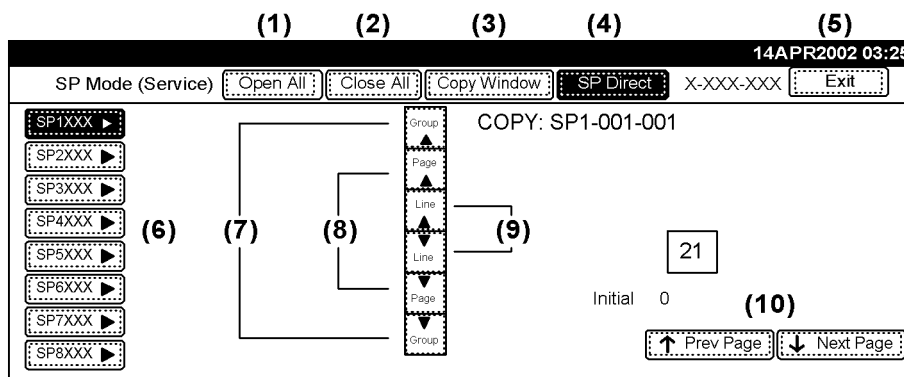 (1) (2) (3) (4) (5)
14APR2002 03:25
SP Mode (Service) Open All Close All Copy Window SP Direct X-XXX-XXX Exit
SP1XXX
SP2XXX
SP3XXX
SP4XXX
SP5XXX
SP6XXX
SP7XXX
SP8XXX
(6) (7) (8) (9)
Group
Page
Line
Line
Page
Group
COPY: SP1-001-001
21
Initial 0
(10)
Prev Page Next Page